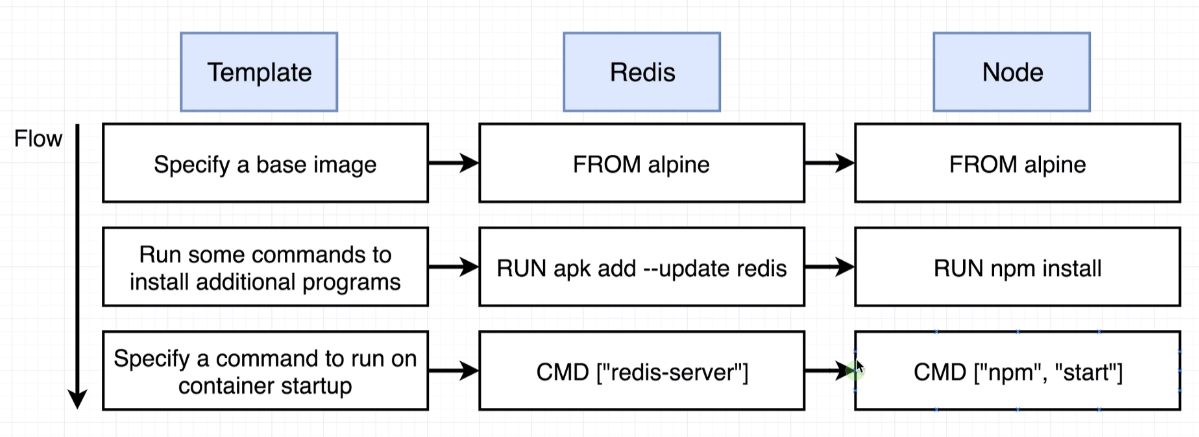 Template
Redis
Node
Flow
Specify a base image
FROM alpine
FROM alpine
Run some commands to
install additional programs
RUN apk add --update redis
RUN npm install
Specify a command to run on
container startup
CMD ["redis-server"]
CMD ["npm", "start"]